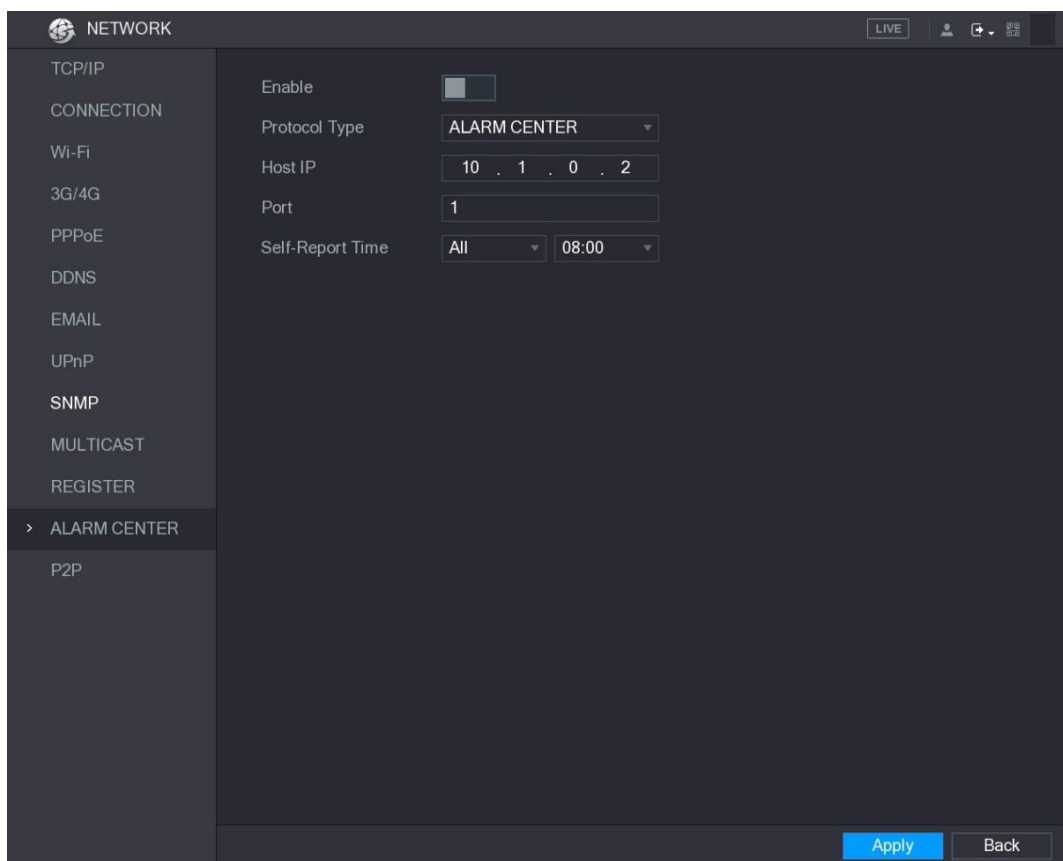 NETWORK
LIVE
TCP/IP
CONNECTION
Wi-Fi
3G/4G
PPPoE
DDNS
EMAIL
UPnP
SNMP
MULTICAST
REGISTER
> ALARM CENTER
P2P
Enable
Protocol Type ALARM CENTER
Host IP 10 . 1 . 0 . 2
Port 1
Self-Report Time All 08:00
Apply Back